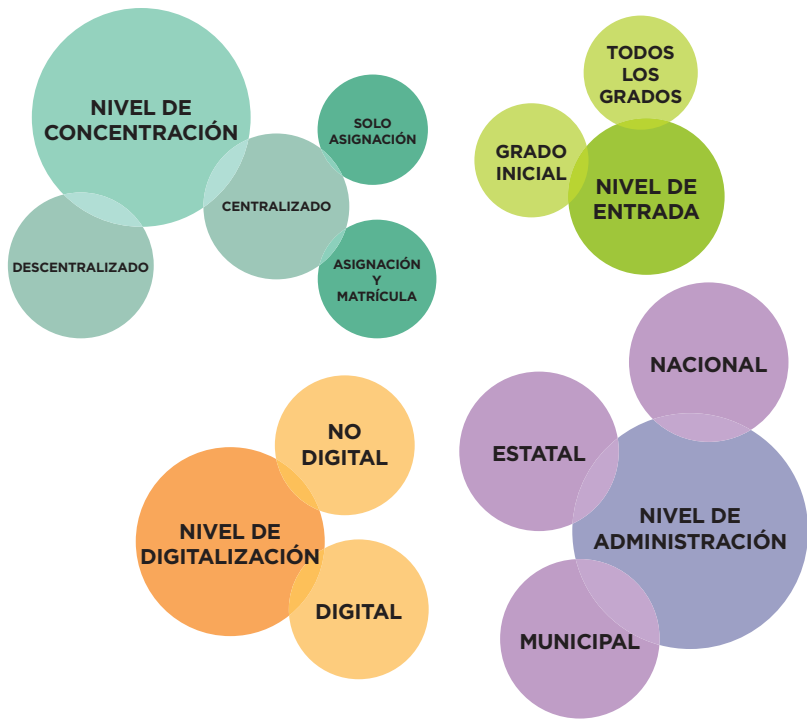 NIVEL DE
CONCENTRACIÓN
SOLO
ASIGNACIÓN
CENTRALIZADO
DESCENTRALIZADO
ASIGNACIÓN
Y
MATRÍCULA
TODOS
LOS
GRADOS
GRADO
INICIAL
NIVEL DE
ENTRADA
NO
DIGITAL
NIVEL DE
DIGITALIZACIÓN
DIGITAL
NACIONAL
ESTATAL
NIVEL DE
ADMINISTRACIÓN
MUNICIPAL